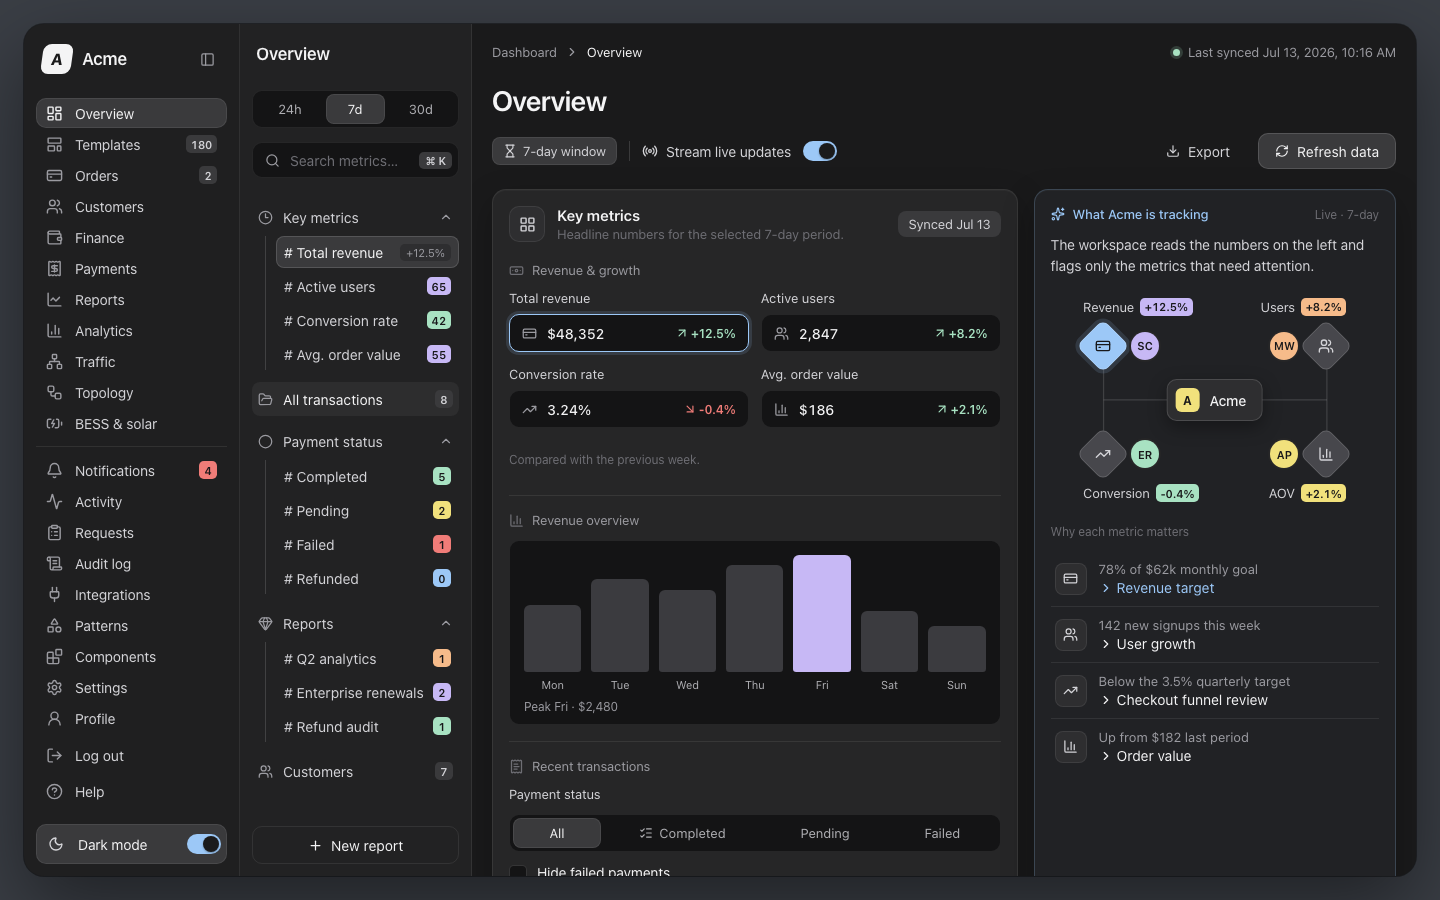 A Acme
Overview
Templates 180
Orders 2
Customers
Finance
Payments
Reports
Analytics
Traffic
Topology
BESS & solar
Notifications 4
Activity
Requests
Audit log
Integrations
Patterns
Components
Settings
Profile
Log out
Help
Dark mode
Overview
24h 7d 30d
Search metrics... ⌘ K
Key metrics
# Total revenue +12.5%
# Active users 65
# Conversion rate 42
# Avg. order value 55
All transactions 8
Payment status
# Completed 5
# Pending 2
# Failed 1
# Refunded 0
Reports
# Q2 analytics 1
# Enterprise renewals 2
# Refund audit 1
Customers 7
+ New report
Dashboard > Overview
Last synced Jul 13, 2026, 10:16 AM
Overview
7-day window
Stream live updates
Export
Refresh data
Key metrics
Headline numbers for the selected 7-day period.
Synced Jul 13
Revenue & growth
Total revenue
$48,352 +12.5%
Active users
2,847 +8.2%
Conversion rate
3.24% -0.4%
Avg. order value
$186 +2.1%
Compared with the previous week.
Revenue overview
Mon Tue Wed Thu Fri Sat Sun
Peak Fri · $2,480
Recent transactions
Payment status
All Completed Pending Failed
Hide failed payments
What Acme is tracking
Live · 7-day
The workspace reads the numbers on the left and
flags only the metrics that need attention.
Revenue +12.5%
Users +8.2%
SC
MW
A Acme
ER
AP
Conversion -0.4%
AOV +2.1%
Why each metric matters
78% of $62k monthly goal
> Revenue target
142 new signups this week
> User growth
Below the 3.5% quarterly target
> Checkout funnel review
Up from $182 last period
> Order value